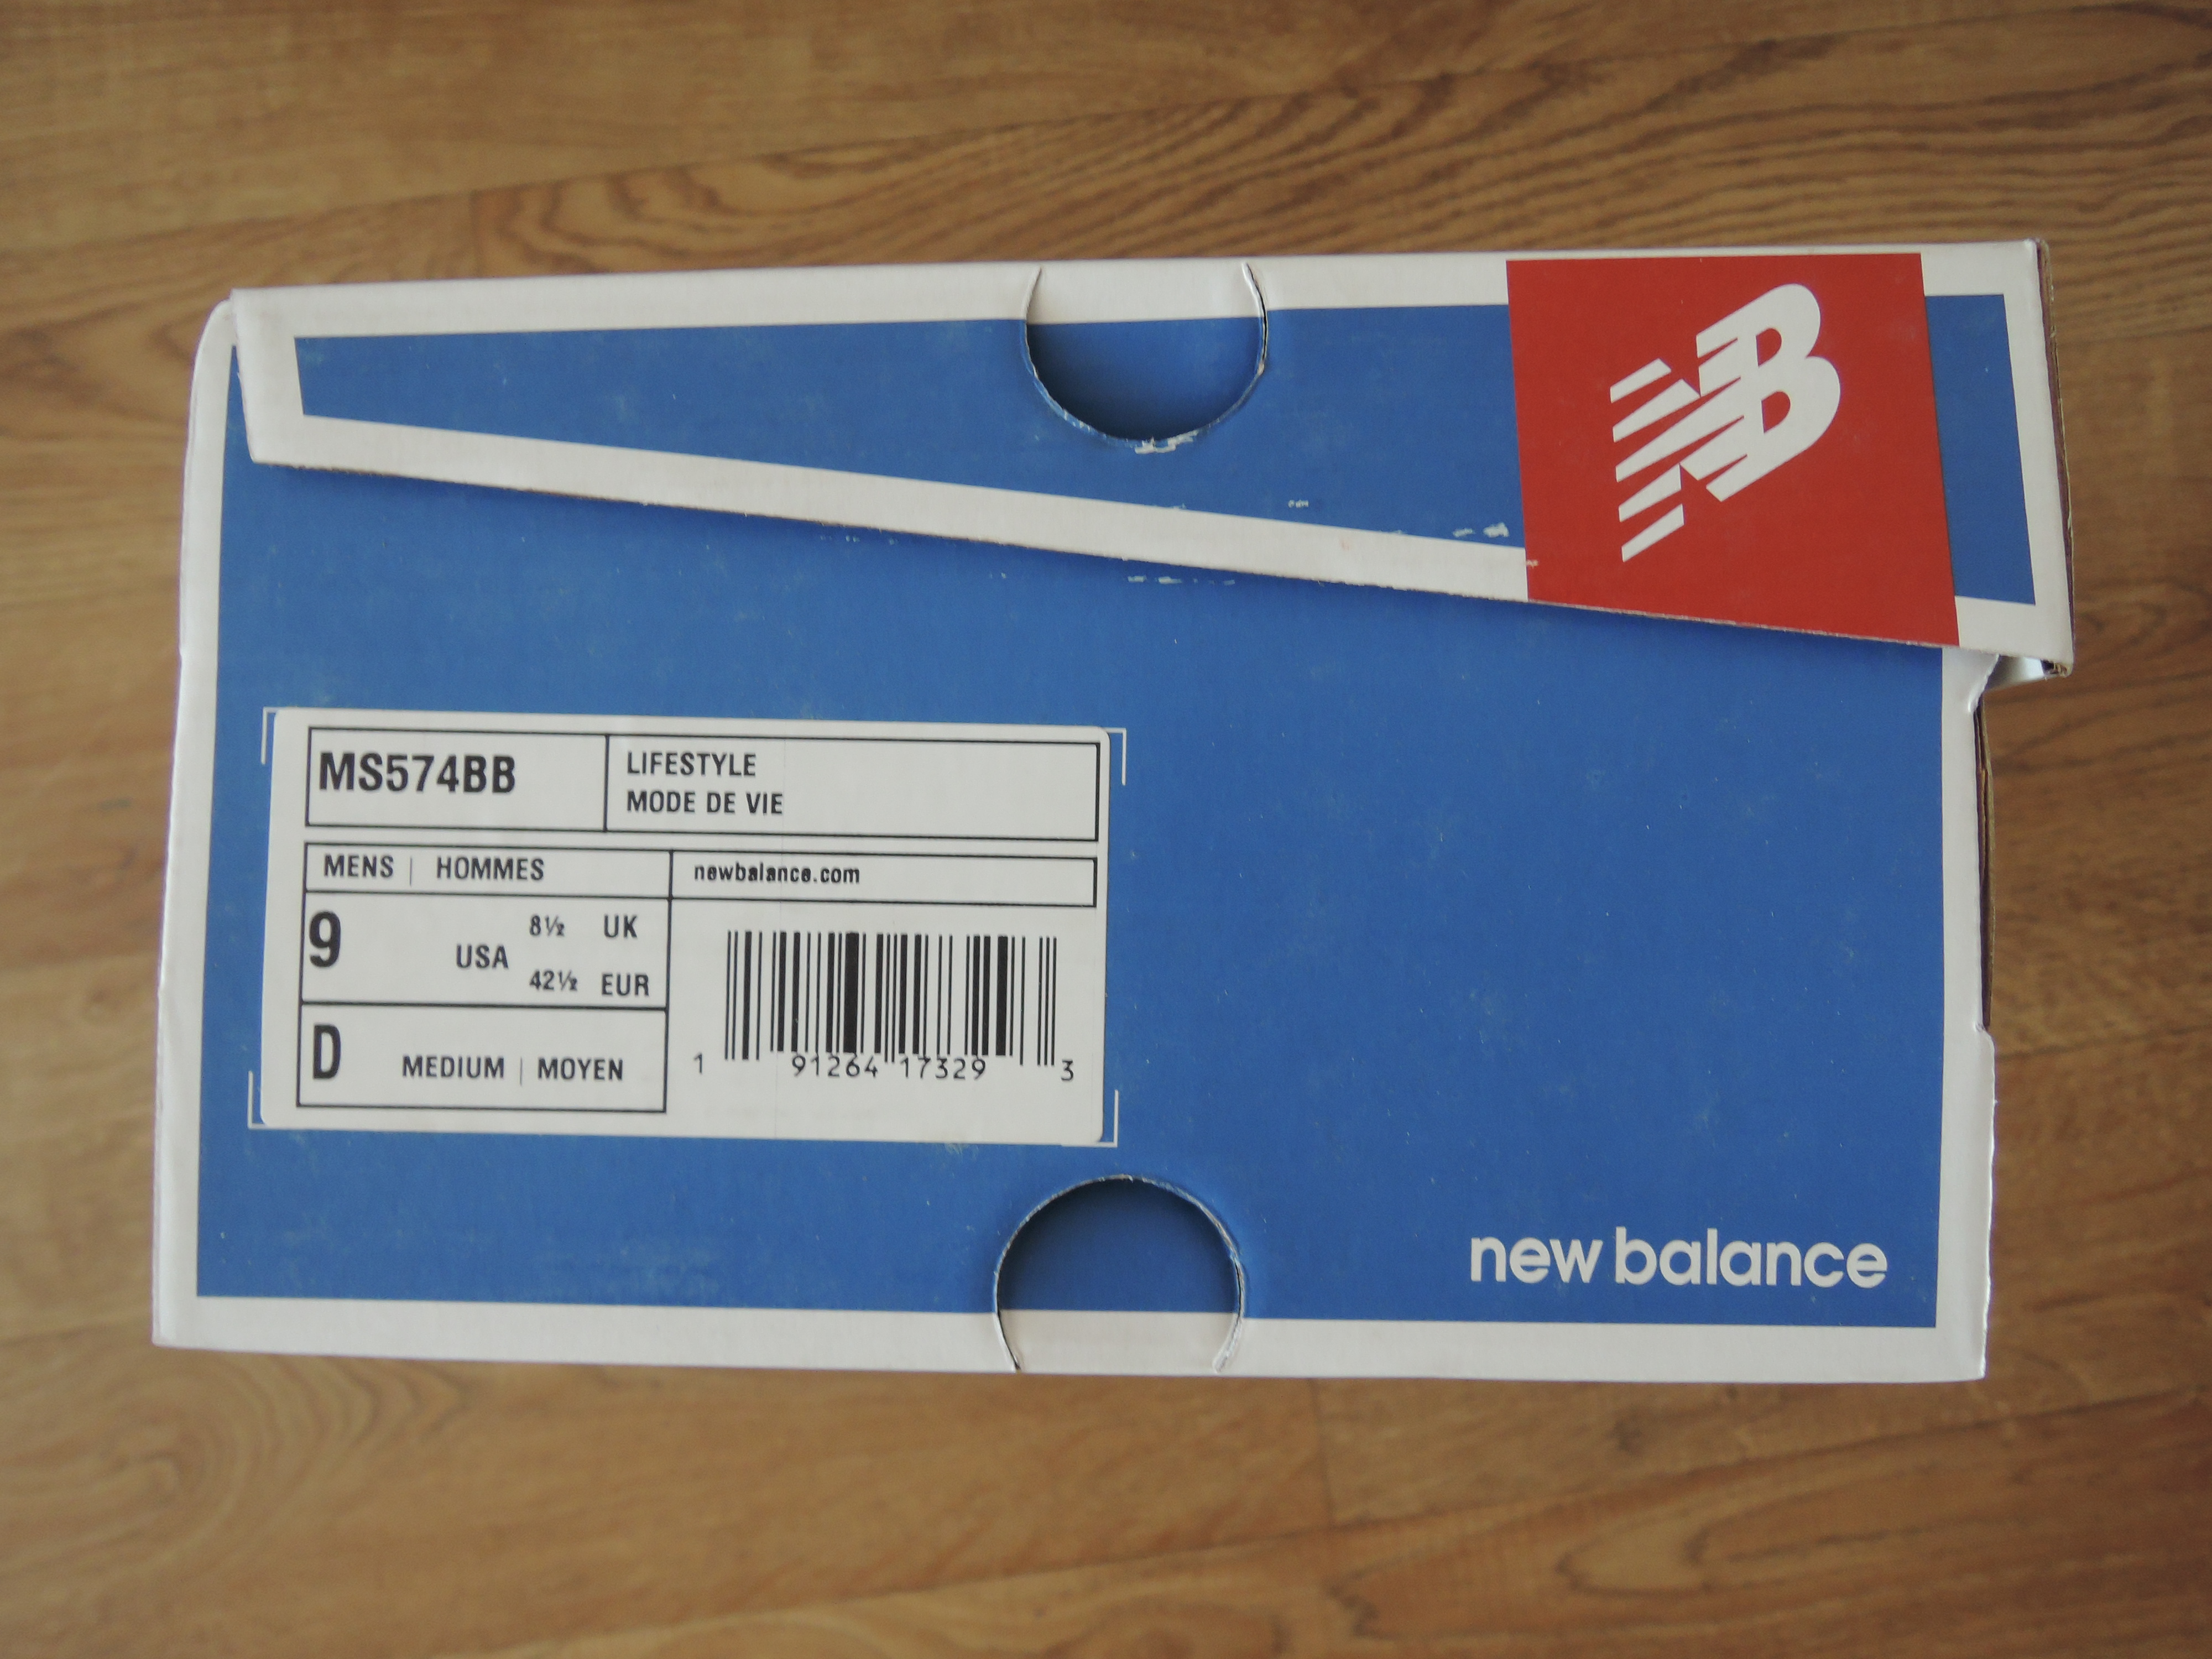 NB
MS574BB
LIFESTYLE
MODE DE VIE
MENS | HOMMES
newbalance.com
9 USA
8½ UK
42½ EUR
D MEDIUM | MOYEN
1 91264 17329 3
new balance